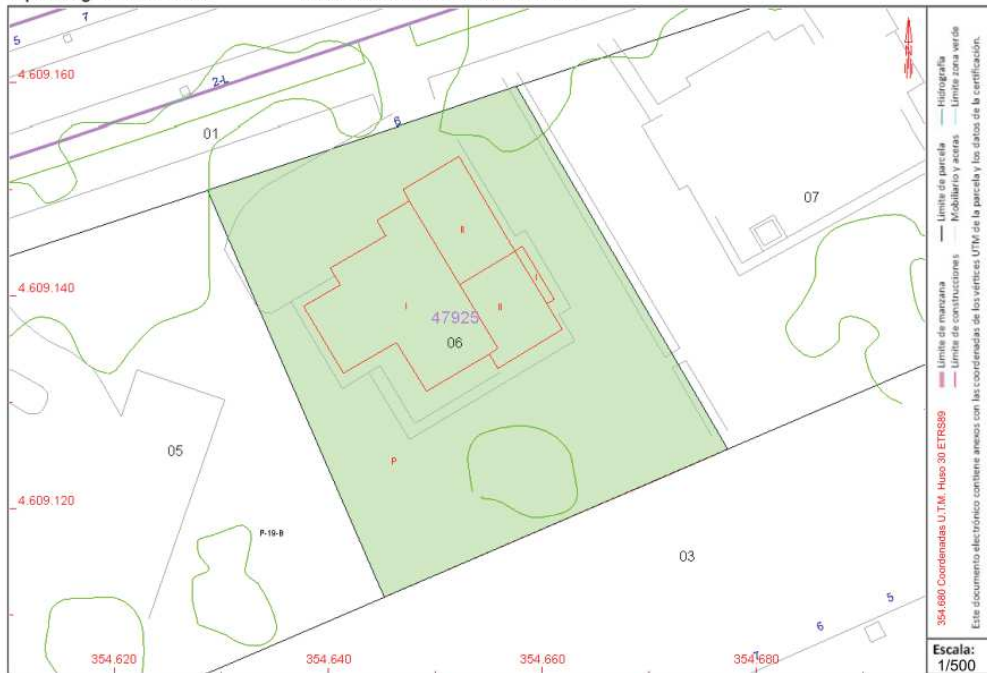 5
7
4.609.160
2-L
6
01
07
II
I
4.609.140
I
II
47925
06
05
P
4.609.120
P-19-B
03
5
6
7
354.620
354.640
354.660
354.680
354.680 Coordenadas U.T.M. Huso 30 ETRS89
Límite de manzana
Límite de parcela
Hidrografía
Límite de construcciones
Mobiliario y aceras
Límite zona verde
Este documento electrónico contiene anexos con las coordenadas de los vértices UTM de la parcela y los datos de la certificación.
Escala:
1/500